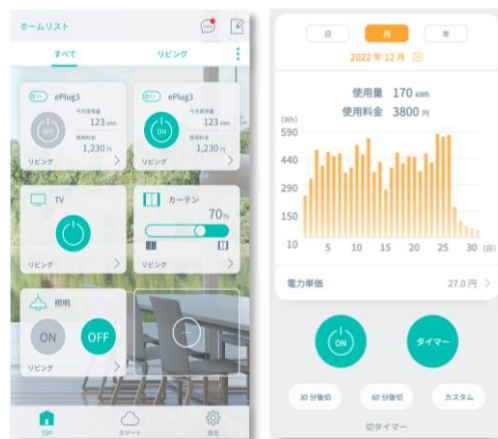 ホームリスト
すべて
リビング
ePlug3
今月使用量
123 kWh
OFF
使用料金
1,230 円
リビング
ePlug3
今月使用量
123 kWh
ON
使用料金
1,230 円
リビング
TV
リビング
カーテン
70%
リビング
照明
ON
OFF
リビング
TOP
スマート
設定
日
月
年
2022 年 12 月
使用量 170 kWh
使用料金 3800 円
(Wh)
590
440
290
150
10
5 10 15 20 25 30 (日)
電力単価
27.0 円
ON
タイマー
30 分後切
60 分後切
カスタム
切タイマー